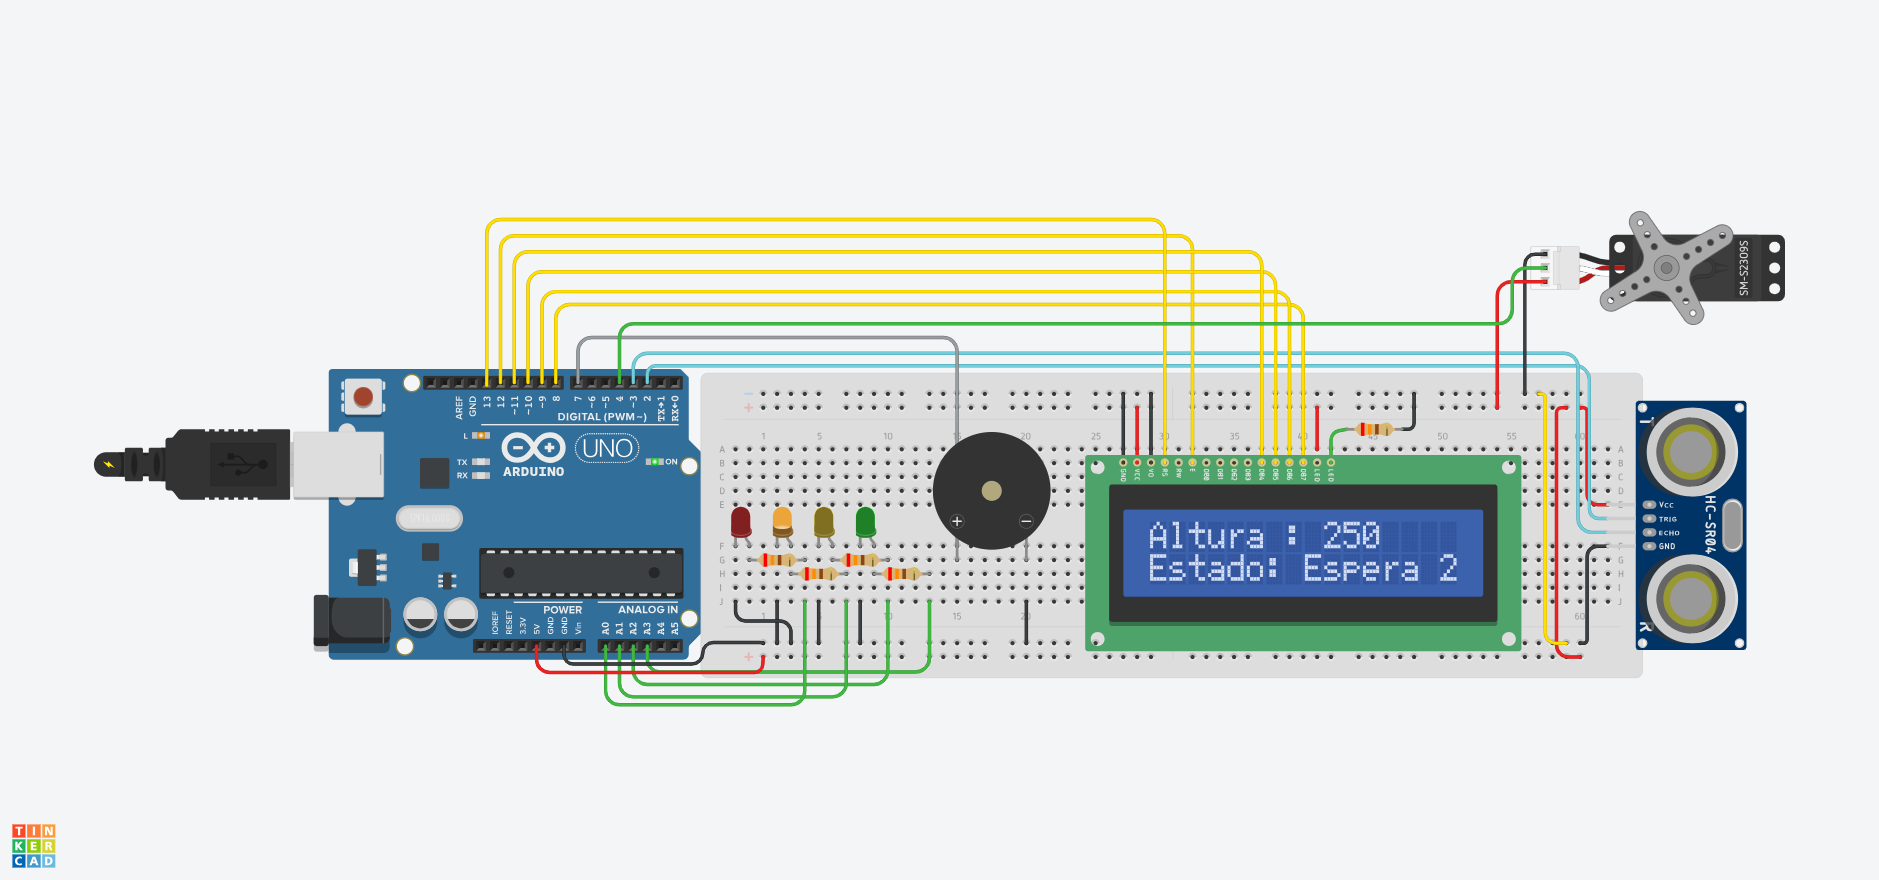 SM-S2309S
AREF
GND
13
12
~11
~10
~9
8
7
~6
~5
4
~3
2
TX→1
RX←0
DIGITAL (PWM~)
L
TX
RX
ON
UNO
ARDUINO
IOREF
RESET
3.3V
5V
GND
GND
Vin
POWER
ANALOG IN
A0
A1
A2
A3
A4
A5
1 5 10 15 25 35 40 50 55 60
A
B
C
D
E
F
G
H
I
J
15 20 60
GND VCC VO RS RW E DB0 DB1 DB2 DB3 DB4 DB5 DB6 DB7 LED LED
Altura : 250
Estado: Espera 2
T
Vcc
TRIG
ECHO
GND
HC-SR04
R
TIN
KER
CAD